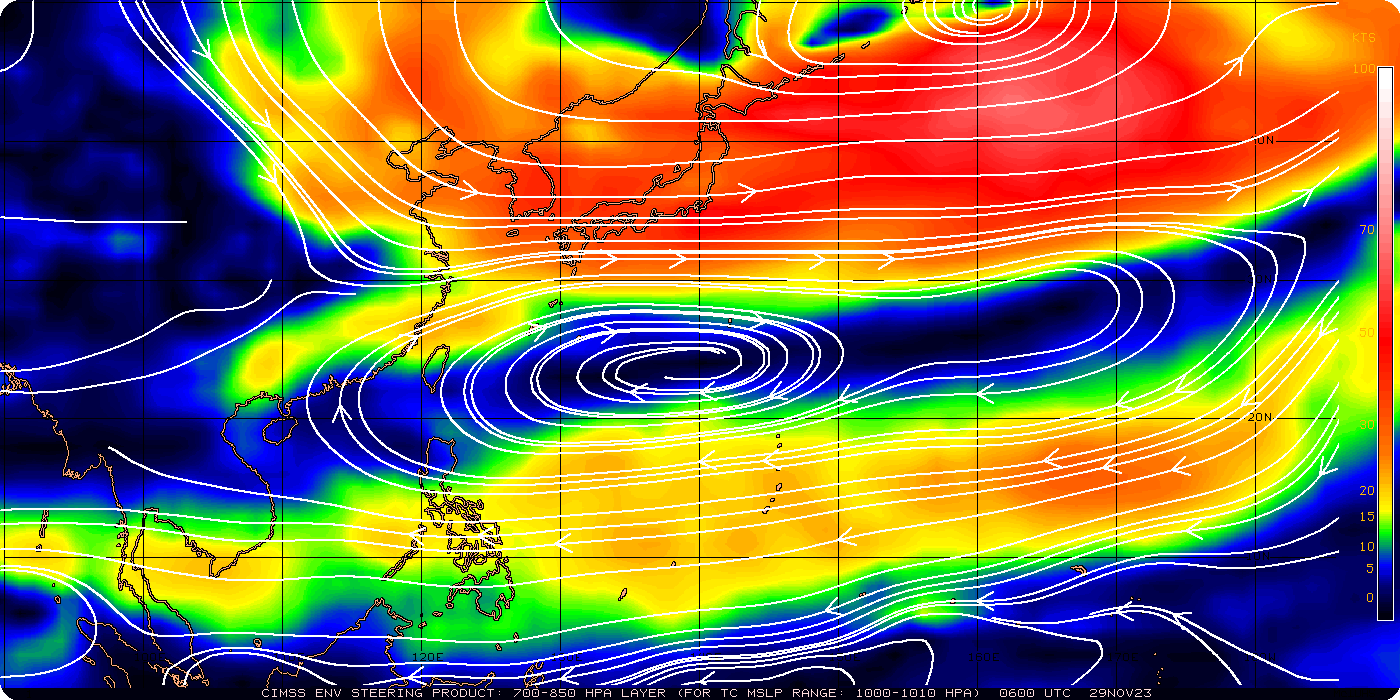 KTS
100
0N
70
50
20N
30
20
15
10
5
0
120E
CIMSS ENV STEERING PRODUCT: 700-850 HPA LAYER (FOR TC MSLP RANGE: 1000-1010 HPA) 0600 UTC 29NOV23